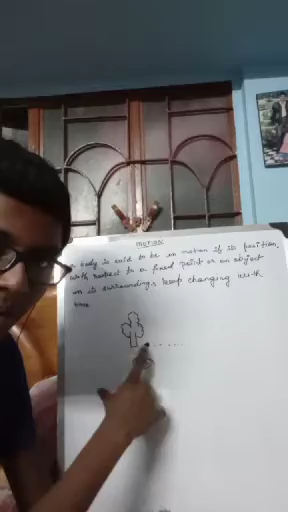 MOTION:
body is said to be in motion if its position,
with respect to a fixed point or an object
in its surroundings keep changing with
time